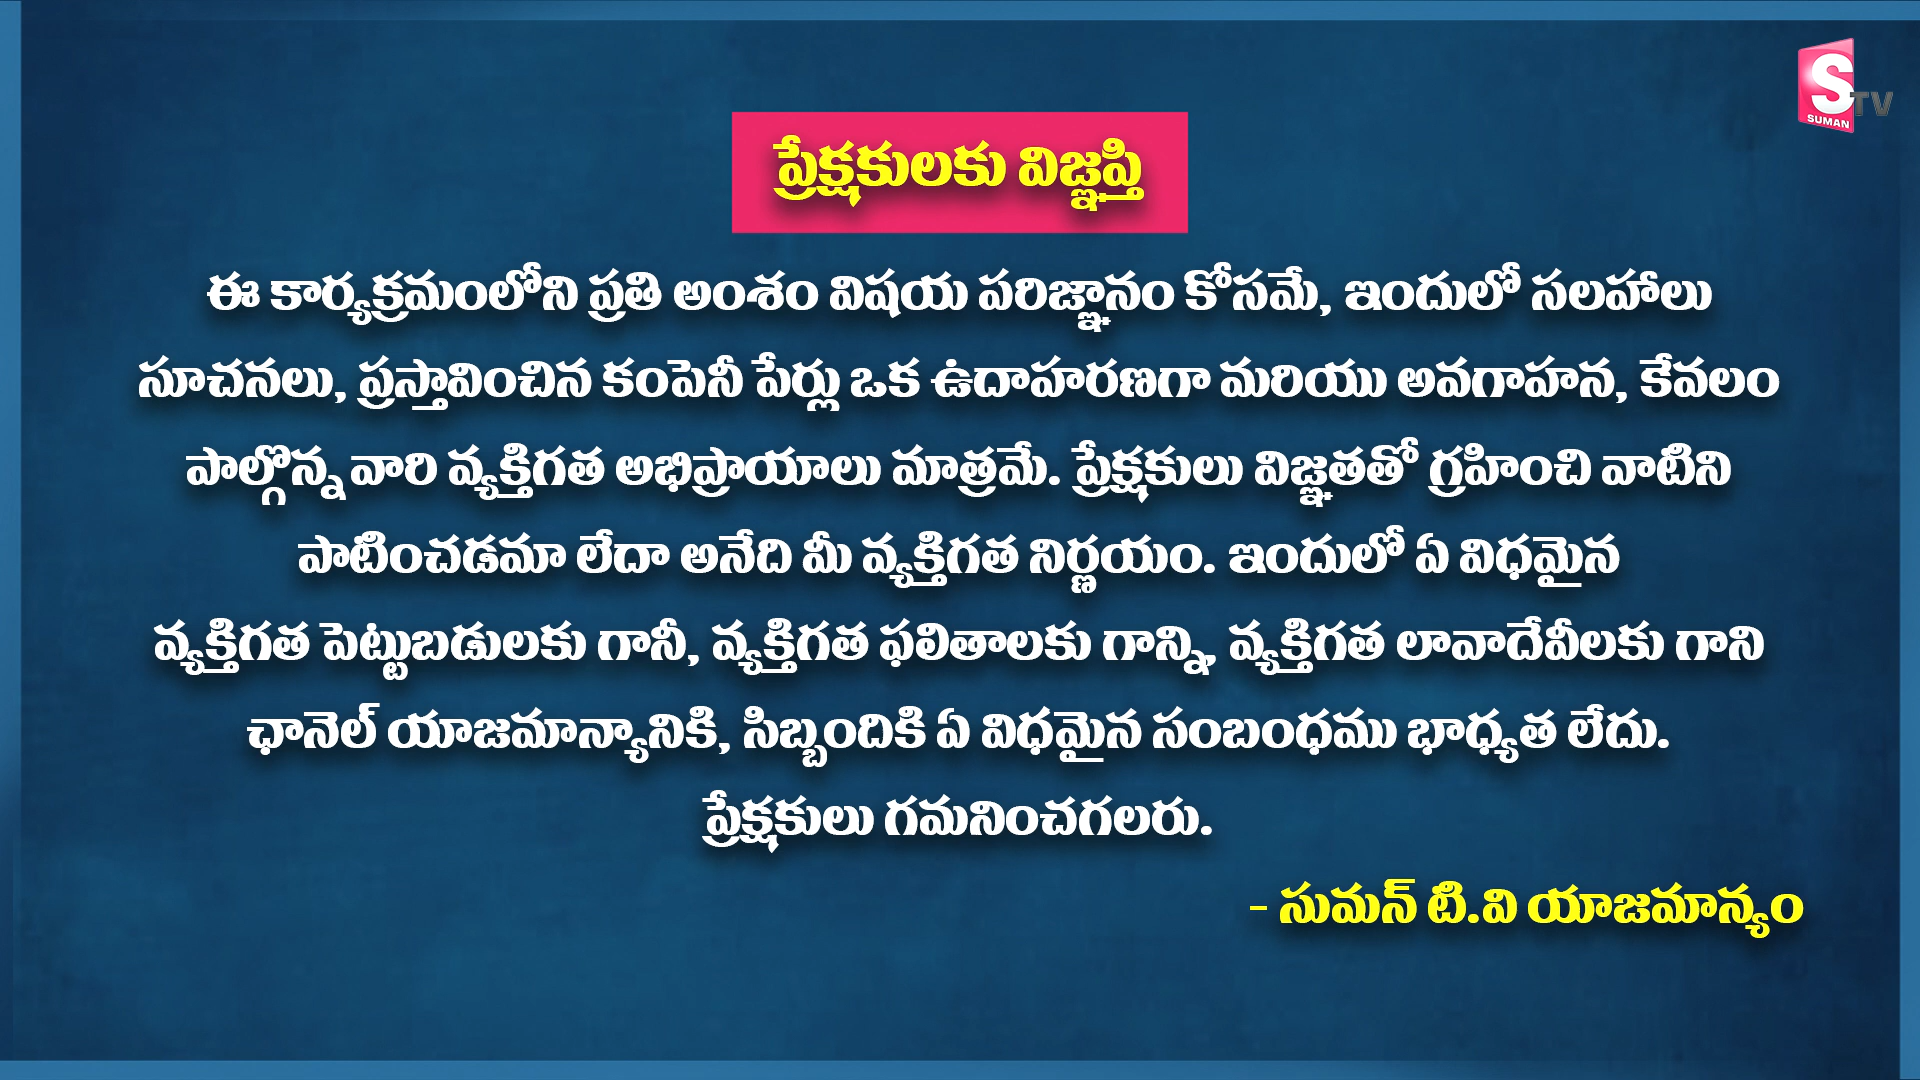 S
SUMAN
TV
ప్రేక్షకులకు విజ్ఞప్తి
ఈ కార్యక్రమంలోని ప్రతి అంశం విషయ పరిజ్ఞానం కోసమే, ఇందులో సలహాలు
సూచనలు, ప్రస్తావించిన కంపెనీ పేర్లు ఒక ఉదాహరణగా మరియు అవగాహన, కేవలం
పాల్గొన్న వారి వ్యక్తిగత అభిప్రాయాలు మాత్రమే. ప్రేక్షకులు విజ్ఞతతో గ్రహించి వాటిని
పాటించడమా లేదా అనేది మీ వ్యక్తిగత నిర్ణయం. ఇందులో ఏ విధమైన
వ్యక్తిగత పెట్టుబడులకు గానీ, వ్యక్తిగత ఫలితాలకు గాన్ని, వ్యక్తిగత లావాదేవీలకు గాని
ఛానెల్ యాజమాన్యానికి, సిబ్బందికి ఏ విధమైన సంబంధము భాధ్యత లేదు.
ప్రేక్షకులు గమనించగలరు.
- సుమన్ టి.వి యాజమాన్యం